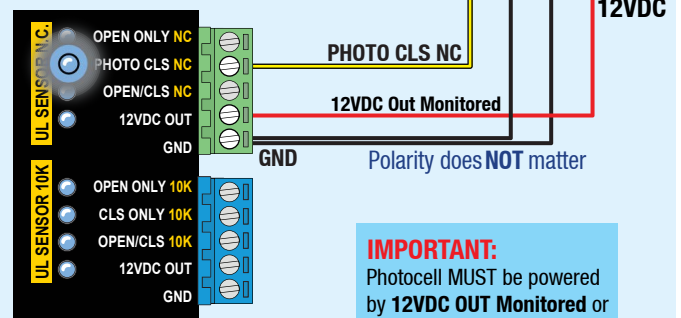 12VDC
UL SENSOR N.C.
OPEN ONLY NC
PHOTO CLS NC
OPEN/CLS NC
12VDC OUT
GND
PHOTO CLS NC
12VDC Out Monitored
GND
Polarity does NOT matter
UL SENSOR 10K
OPEN ONLY 10K
CLS ONLY 10K
OPEN/CLS 10K
12VDC OUT
GND
IMPORTANT:
Photocell MUST be powered
by 12VDC OUT Monitored or